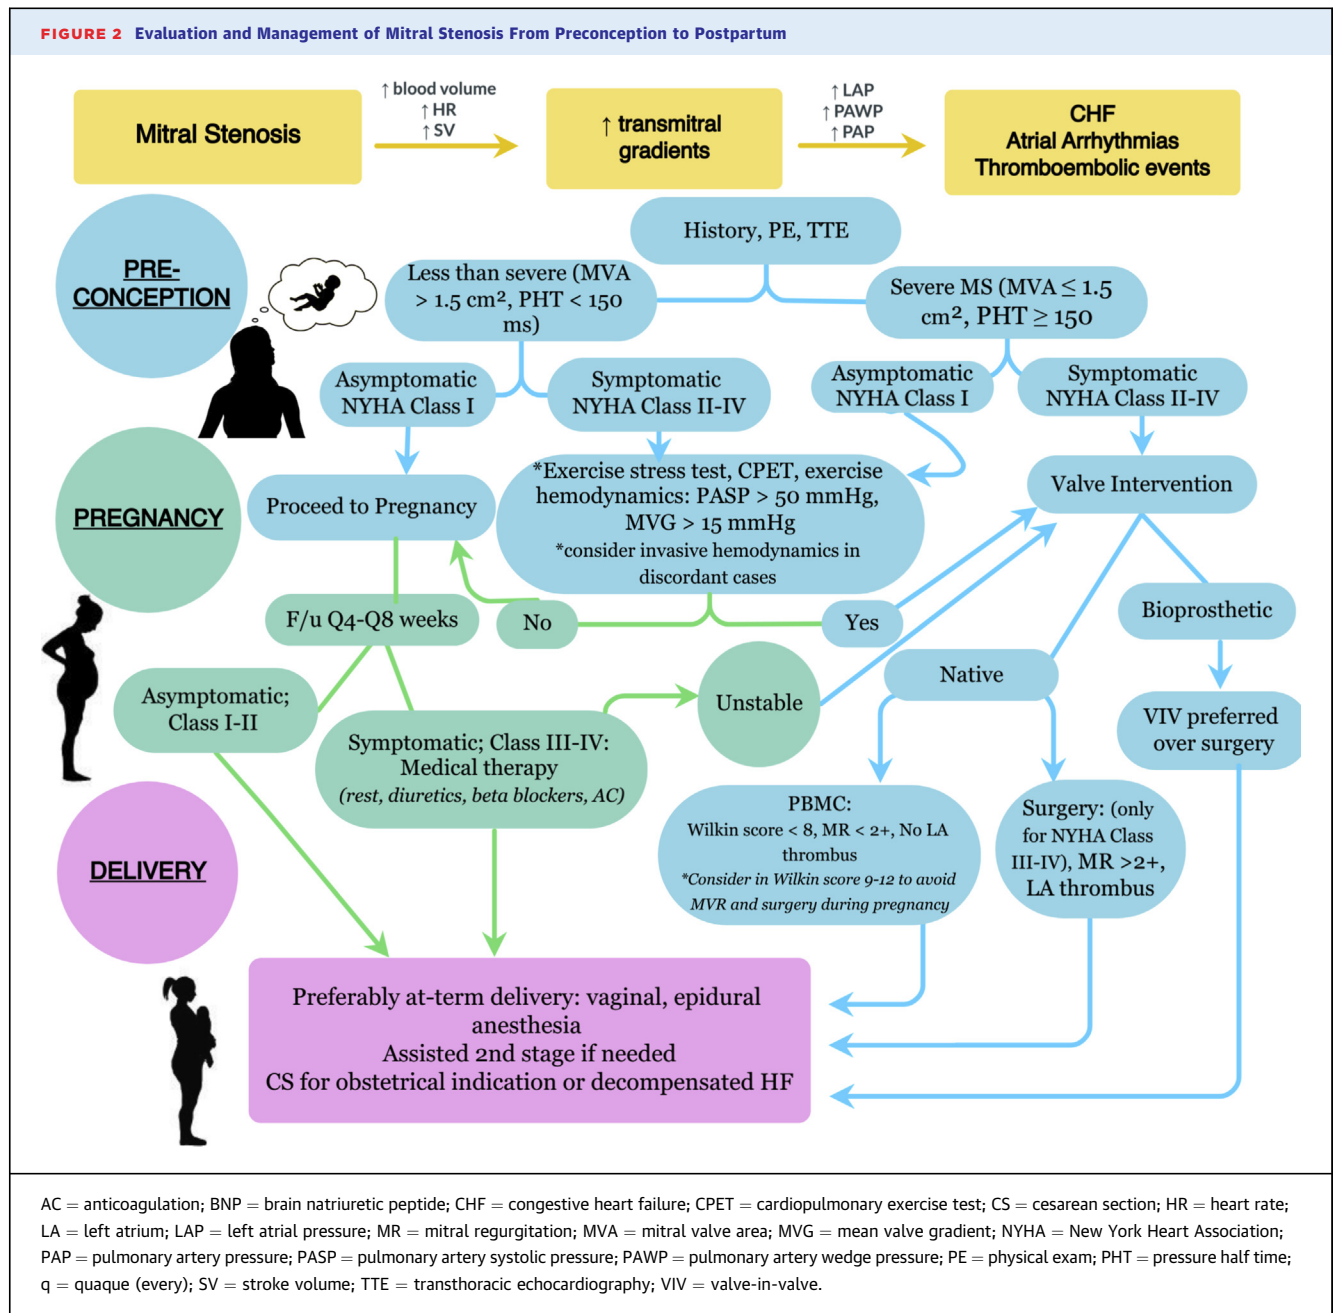 FIGURE 2 Evaluation and Management of Mitral Stenosis From Preconception to Postpartum
Mitral Stenosis
↑ blood volume
↑ HR
↑ SV
↑ transmitral
gradients
↑ LAP
↑ PAWP
↑ PAP
CHF
Atrial Arrhythmias
Thromboembolic events
PRE-
CONCEPTION
History, PE, TTE
Less than severe (MVA
> 1.5 cm², PHT < 150
ms)
Severe MS (MVA ≤ 1.5
cm², PHT ≥ 150
Asymptomatic
NYHA Class I
Symptomatic
NYHA Class II-IV
Asymptomatic
NYHA Class I
Symptomatic
NYHA Class II-IV
PREGNANCY
Proceed to Pregnancy
*Exercise stress test, CPET, exercise
hemodynamics: PASP > 50 mmHg,
MVG > 15 mmHg
*consider invasive hemodynamics in
discordant cases
Valve Intervention
F/u Q4-Q8 weeks
No
Yes
Bioprosthetic
Asymptomatic;
Class I-II
Symptomatic; Class III-IV:
Medical therapy
(rest, diuretics, beta blockers, AC)
Unstable
Native
VIV preferred
over surgery
PBMC:
Wilkin score < 8, MR < 2+, No LA
thrombus
*Consider in Wilkin score 9-12 to avoid
MVR and surgery during pregnancy
Surgery: (only
for NYHA Class
III-IV), MR >2+,
LA thrombus
DELIVERY
Preferably at-term delivery: vaginal, epidural
anesthesia
Assisted 2nd stage if needed
CS for obstetrical indication or decompensated HF
AC = anticoagulation; BNP = brain natriuretic peptide; CHF = congestive heart failure; CPET = cardiopulmonary exercise test; CS = cesarean section; HR = heart rate;
LA = left atrium; LAP = left atrial pressure; MR = mitral regurgitation; MVA = mitral valve area; MVG = mean valve gradient; NYHA = New York Heart Association;
PAP = pulmonary artery pressure; PASP = pulmonary artery systolic pressure; PAWP = pulmonary artery wedge pressure; PE = physical exam; PHT = pressure half time;
q = quaque (every); SV = stroke volume; TTE = transthoracic echocardiography; VIV = valve-in-valve.